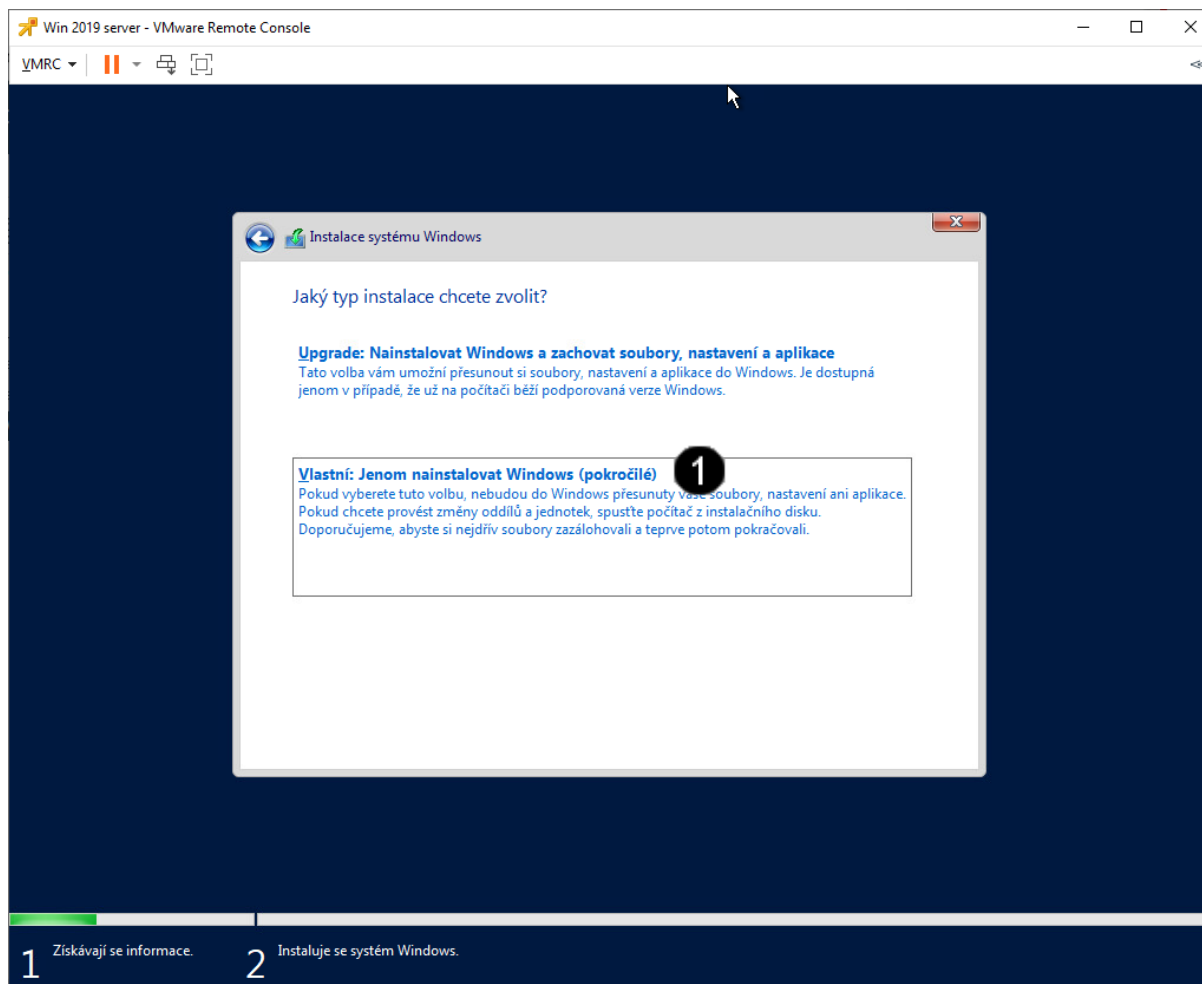 Win 2019 server - VMware Remote Console
VMRC
Instalace systému Windows
Jaký typ instalace chcete zvolit?
Upgrade: Nainstalovat Windows a zachovat soubory, nastavení a aplikace
Tato volba vám umožní přesunout si soubory, nastavení a aplikace do Windows. Je dostupná
jenom v případě, že už na počítači běží podporovaná verze Windows.
Vlastní: Jenom nainstalovat Windows (pokročilé)
1
Pokud vyberete tuto volbu, nebudou do Windows přesunuty vaše soubory, nastavení ani aplikace.
Pokud chcete provést změny oddílů a jednotek, spusťte počítač z instalačního disku.
Doporučujeme, abyste si nejdřív soubory zazálohovali a teprve potom pokračovali.
1 Získávají se informace.
2 Instaluje se systém Windows.